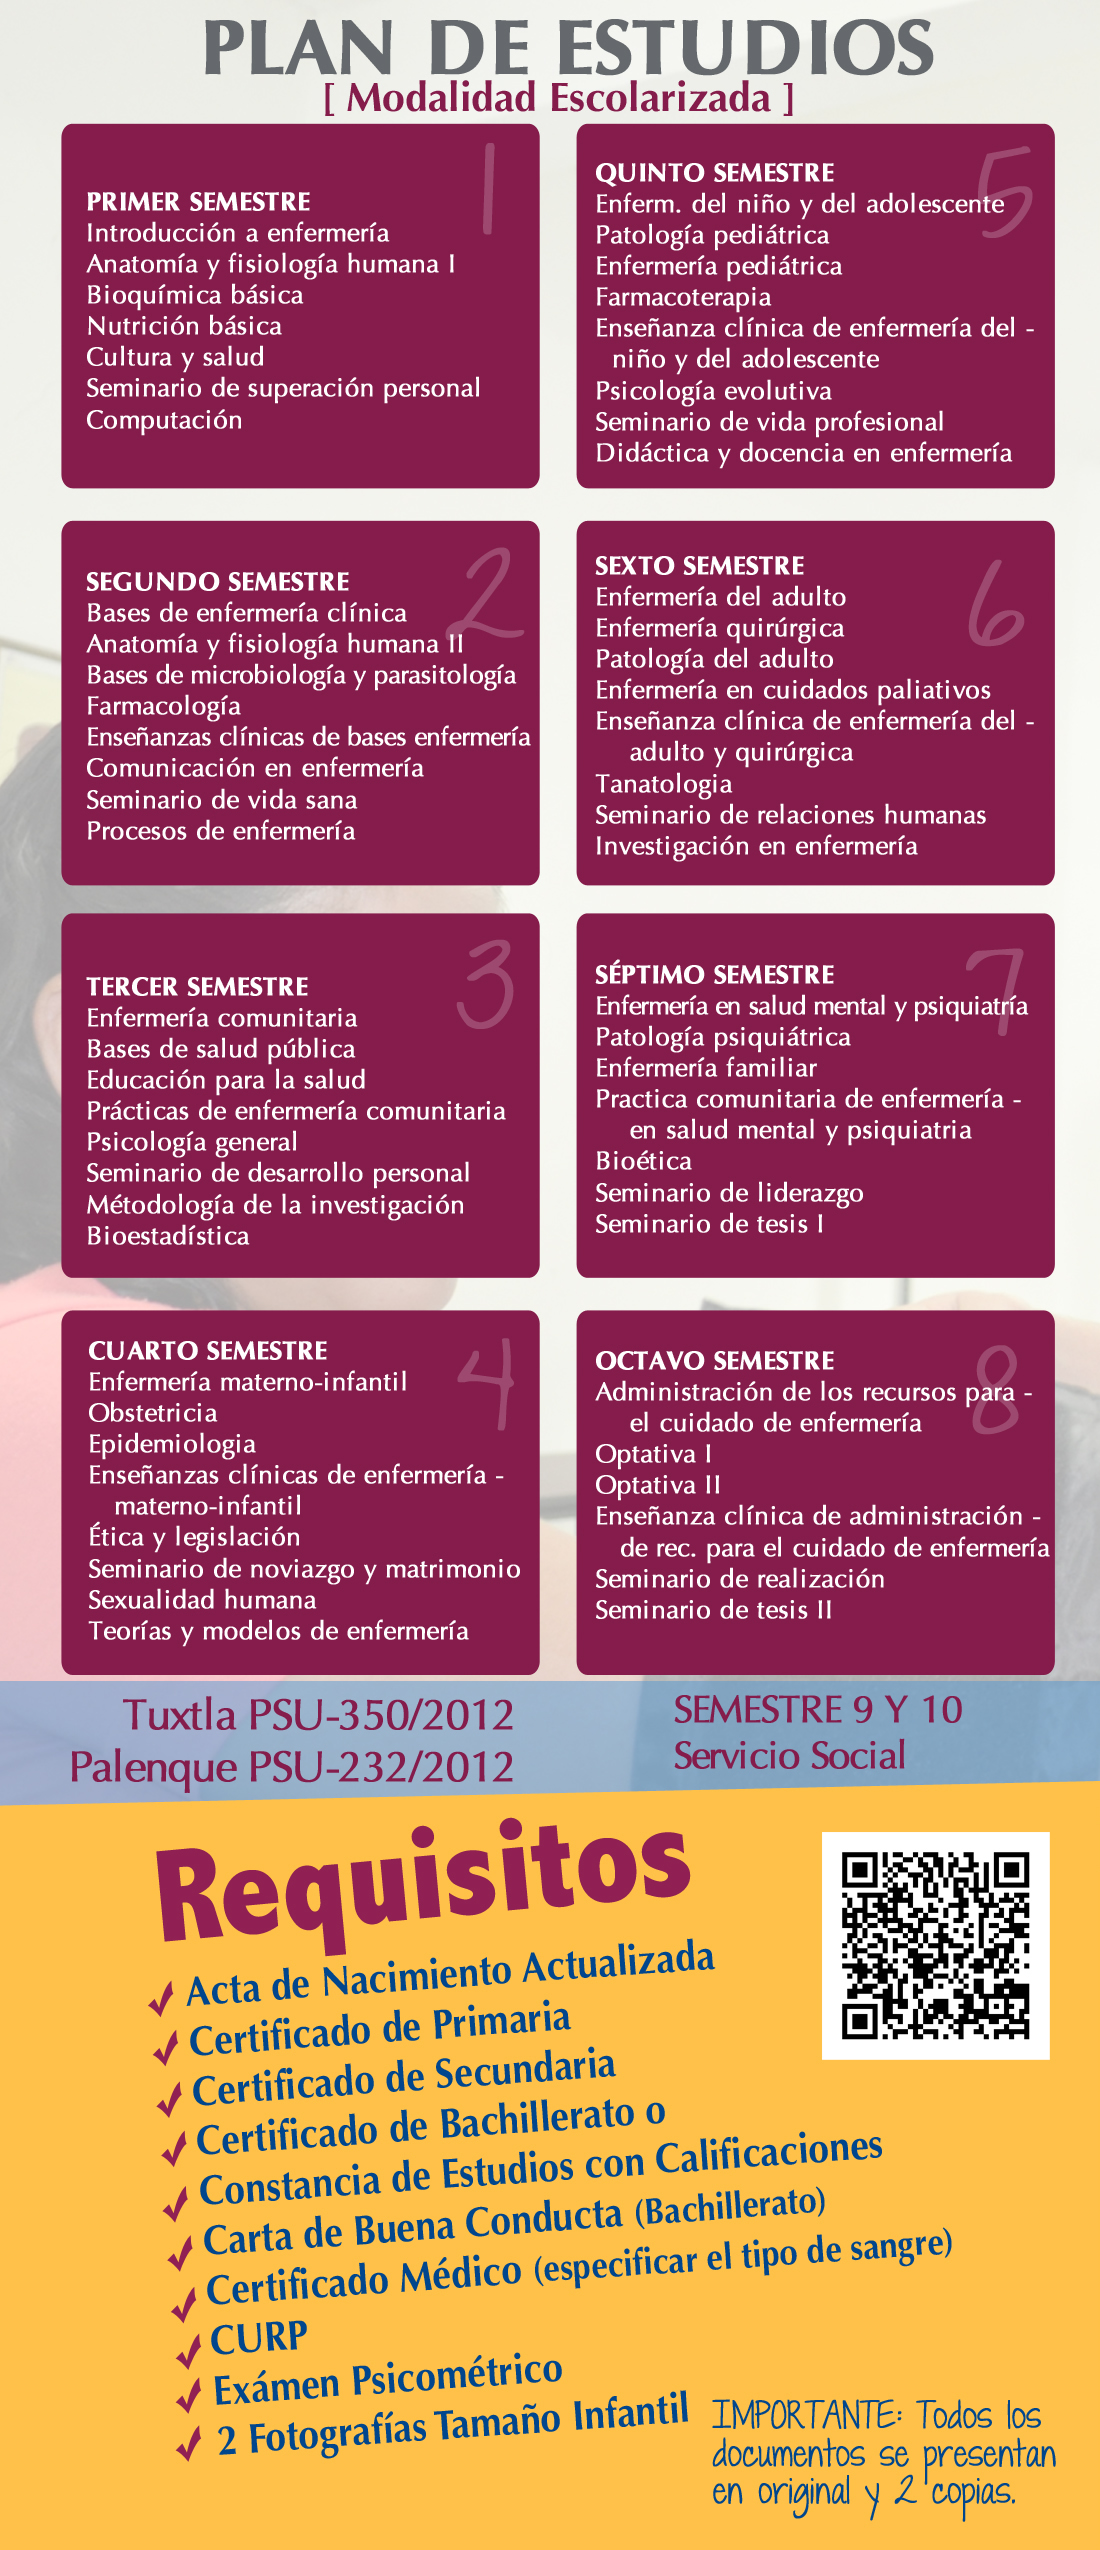 PLAN DE ESTUDIOS
[ Modalidad Escolarizada ]
1
PRIMER SEMESTRE
Introducción a enfermería
Anatomía y fisiología humana I
Bioquímica básica
Nutrición básica
Cultura y salud
Seminario de superación personal
Computación
2
SEGUNDO SEMESTRE
Bases de enfermería clínica
Anatomía y fisiología humana II
Bases de microbiología y parasitología
Farmacología
Enseñanzas clínicas de bases enfermería
Comunicación en enfermería
Seminario de vida sana
Procesos de enfermería
3
TERCER SEMESTRE
Enfermería comunitaria
Bases de salud pública
Educación para la salud
Prácticas de enfermería comunitaria
Psicología general
Seminario de desarrollo personal
Métodología de la investigación
Bioestadística
4
CUARTO SEMESTRE
Enfermería materno-infantil
Obstetricia
Epidemiologia
Enseñanzas clínicas de enfermería -
materno-infantil
Ética y legislación
Seminario de noviazgo y matrimonio
Sexualidad humana
Teorías y modelos de enfermería
5
QUINTO SEMESTRE
Enferm. del niño y del adolescente
Patología pediátrica
Enfermería pediátrica
Farmacoterapia
Enseñanza clínica de enfermería del -
niño y del adolescente
Psicología evolutiva
Seminario de vida profesional
Didáctica y docencia en enfermería
6
SEXTO SEMESTRE
Enfermería del adulto
Enfermería quirúrgica
Patología del adulto
Enfermería en cuidados paliativos
Enseñanza clínica de enfermería del -
adulto y quirúrgica
Tanatologia
Seminario de relaciones humanas
Investigación en enfermería
7
SÉPTIMO SEMESTRE
Enfermería en salud mental y psiquiatría
Patología psiquiátrica
Enfermería familiar
Practica comunitaria de enfermería -
en salud mental y psiquiatria
Bioética
Seminario de liderazgo
Seminario de tesis I
8
OCTAVO SEMESTRE
Administración de los recursos para -
el cuidado de enfermería
Optativa I
Optativa II
Enseñanza clínica de administración -
de rec. para el cuidado de enfermería
Seminario de realización
Seminario de tesis II
Tuxtla PSU-350/2012
Palenque PSU-232/2012
SEMESTRE 9 Y 10
Servicio Social
Requisitos
Acta de Nacimiento Actualizada
Certificado de Primaria
Certificado de Secundaria
Certificado de Bachillerato o
Constancia de Estudios con Calificaciones
Carta de Buena Conducta (Bachillerato)
Certificado Médico (especificar el tipo de sangre)
CURP
Exámen Psicométrico
2 Fotografías Tamaño Infantil
IMPORTANTE: Todos los
documentos se presentan
en original y 2 copias.